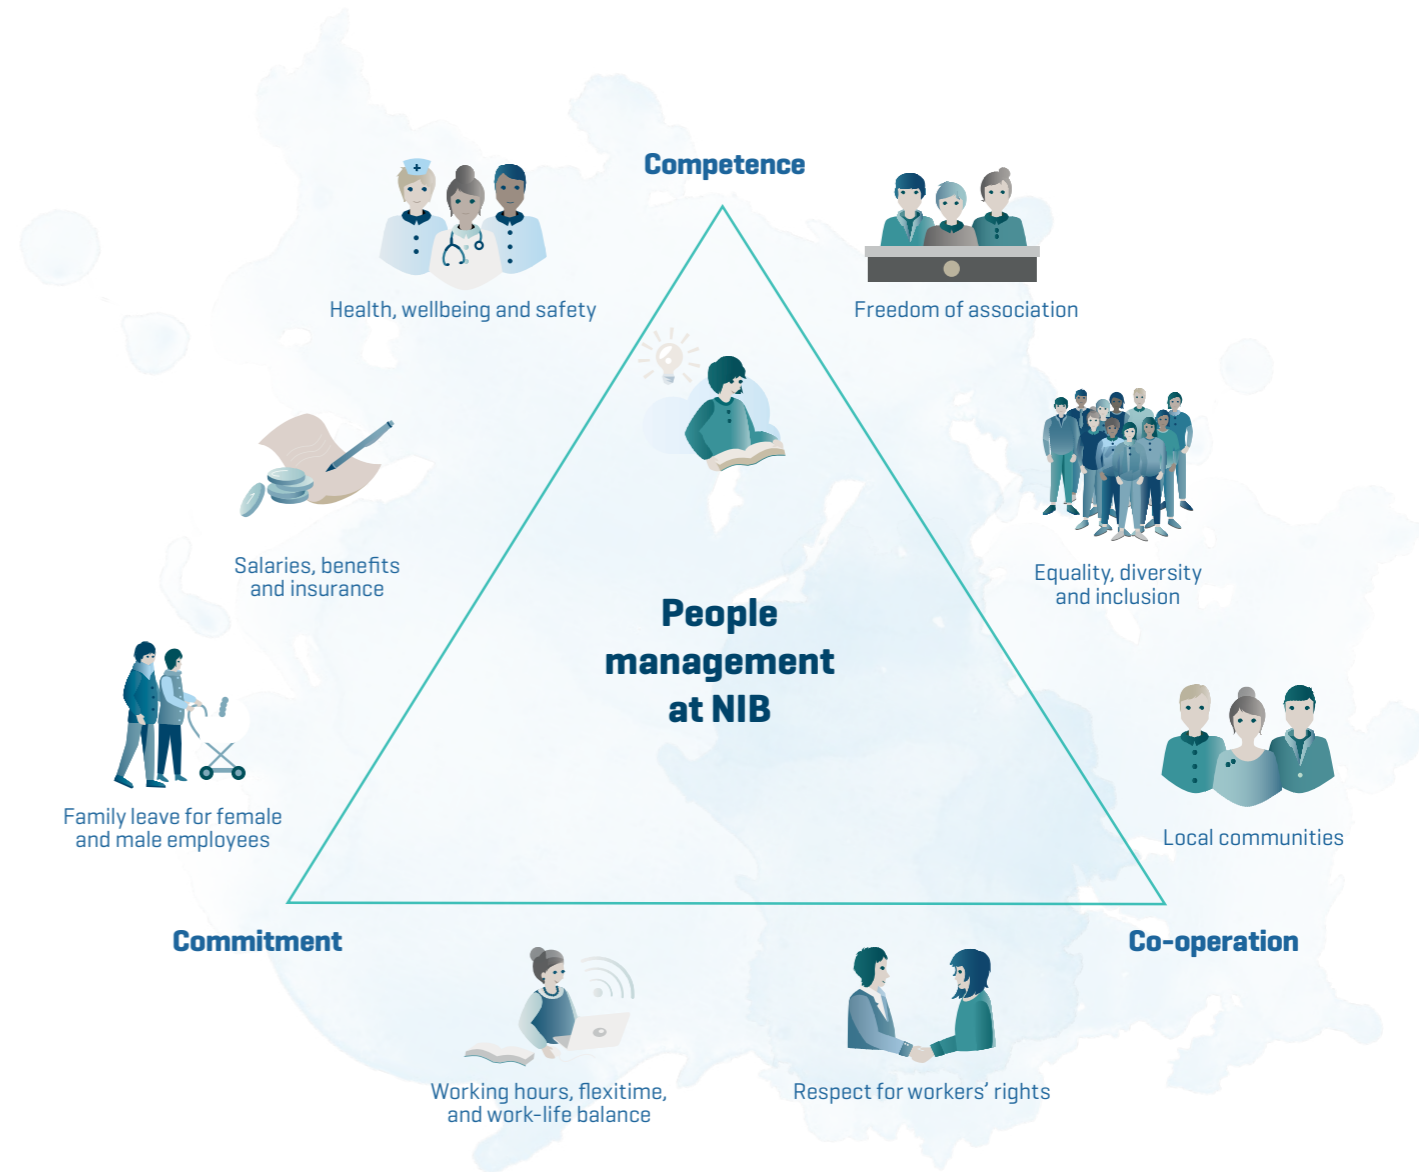 Competence
Health, wellbeing and safety
Freedom of association
Salaries, benefits
and insurance
Equality, diversity
and inclusion
People
management
at NIB
Family leave for female
and male employees
Local communities
Commitment
Co-operation
Working hours, flexitime,
and work-life balance
Respect for workers’ rights